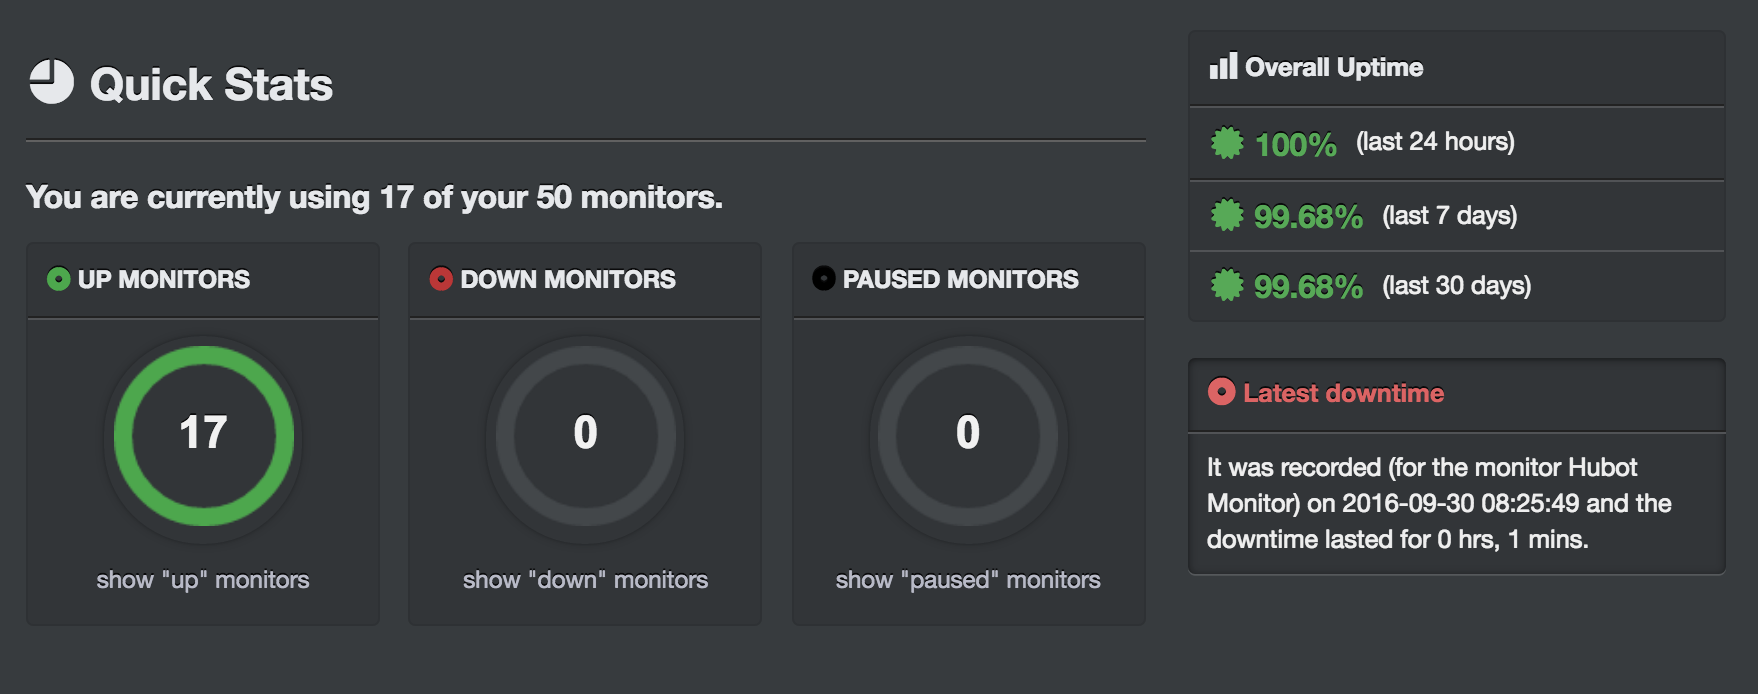 Quick Stats
You are currently using 17 of your 50 monitors.
UP MONITORS
17
show "up" monitors
DOWN MONITORS
0
show "down" monitors
PAUSED MONITORS
0
show "paused" monitors
Overall Uptime
100% (last 24 hours)
99.68% (last 7 days)
99.68% (last 30 days)
Latest downtime
It was recorded (for the monitor Hubot
Monitor) on 2016-09-30 08:25:49 and the
downtime lasted for 0 hrs, 1 mins.